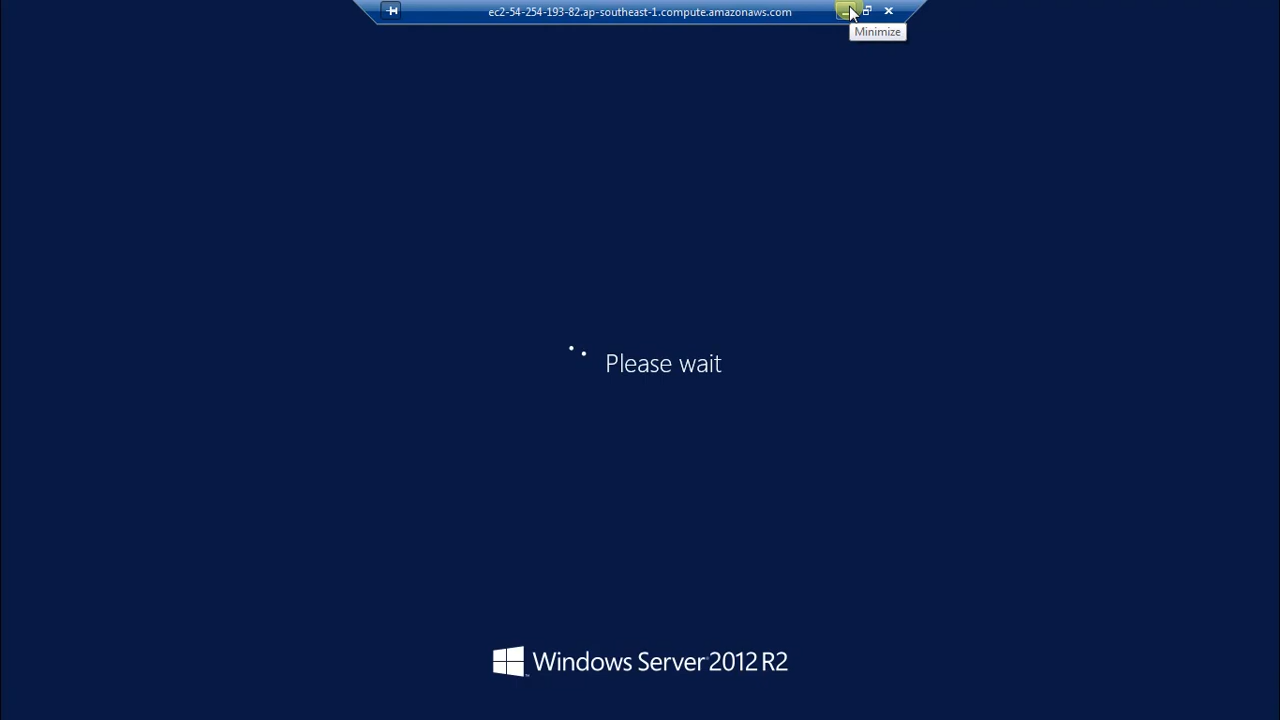 ec2-54-254-193-82.ap-southeast-1.compute.amazonaws.com
Minimize
Please wait
Windows Server 2012 R2